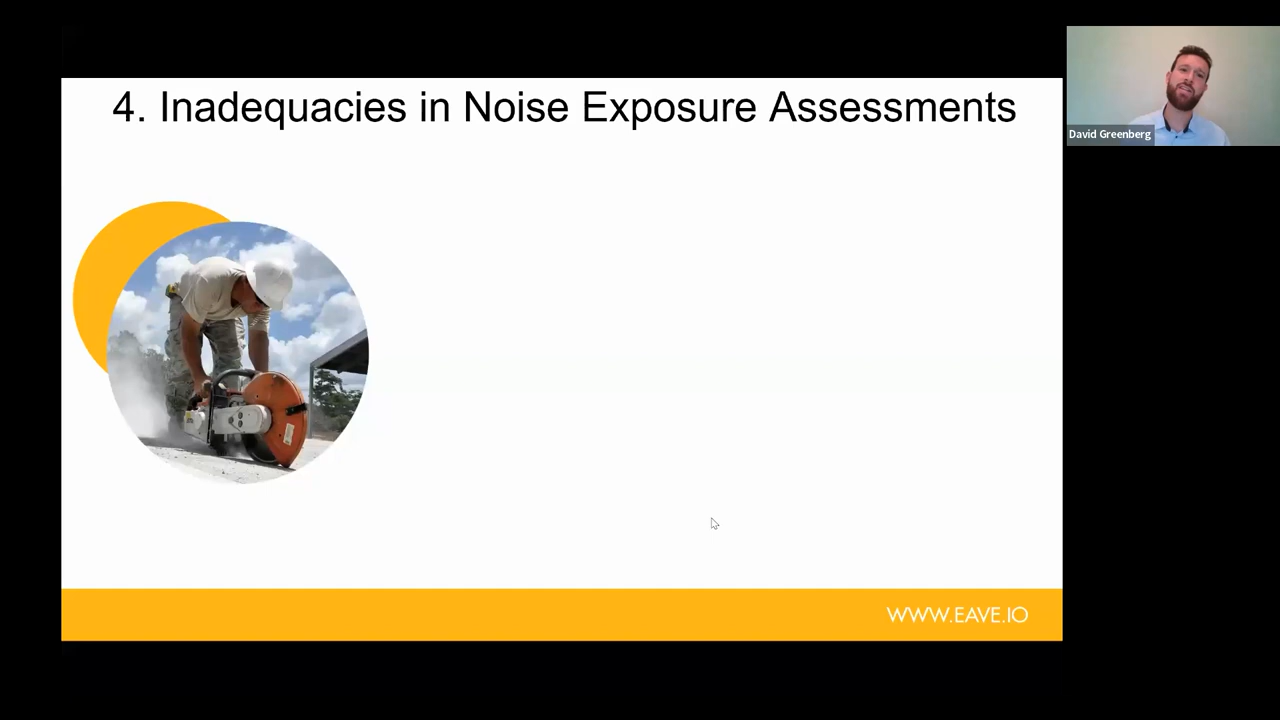 4. Inadequacies in Noise Exposure Assessments
David Greenberg
WWW.EAVE.IO